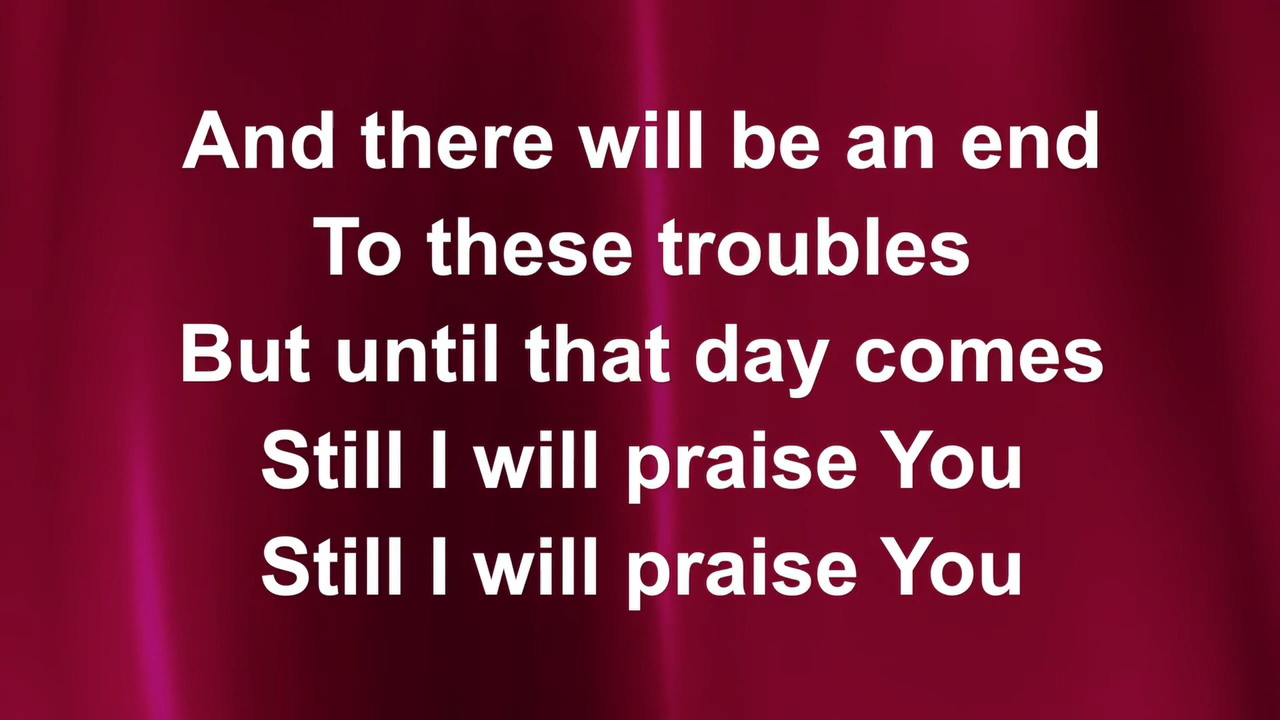 And there will be an end
To these troubles
But until that day comes
Still I will praise You
Still I will praise You